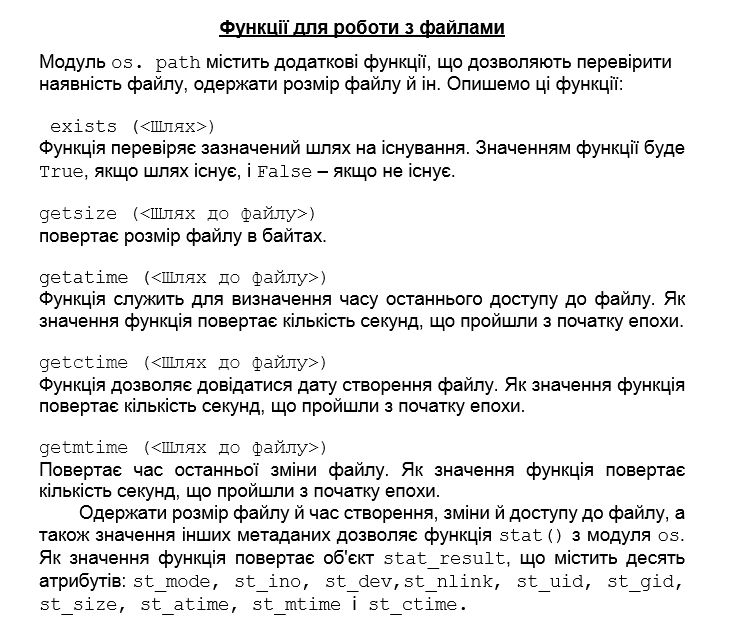 Функції для роботи з файлами
Модуль os. path містить додаткові функції, що дозволяють перевірити
наявність файлу, одержати розмір файлу й ін. Опишемо ці функції:
exists (<Шлях>)
Функція перевіряє зазначений шлях на існування. Значенням функції буде
True, якщо шлях існує, і False – якщо не існує.
getsize (<Шлях до файлу>)
повертає розмір файлу в байтах.
getatime (<Шлях до файлу>)
Функція служить для визначення часу останнього доступу до файлу. Як
значення функція повертає кількість секунд, що пройшли з початку епохи.
getctime (<Шлях до файлу>)
Функція дозволяє довідатися дату створення файлу. Як значення функція
повертає кількість секунд, що пройшли з початку епохи.
getmtime (<Шлях до файлу>)
Повертає час останньої зміни файлу. Як значення функція повертає
кількість секунд, що пройшли з початку епохи.
Одержати розмір файлу й час створення, зміни й доступу до файлу, а
також значення інших метаданих дозволяє функція stat() з модуля os.
Як значення функція повертає об'єкт stat_result, що містить десять
атрибутів: st_mode, st_ino, st_dev,st_nlink, st_uid, st_gid,
st_size, st_atime, st_mtime і st_ctime.